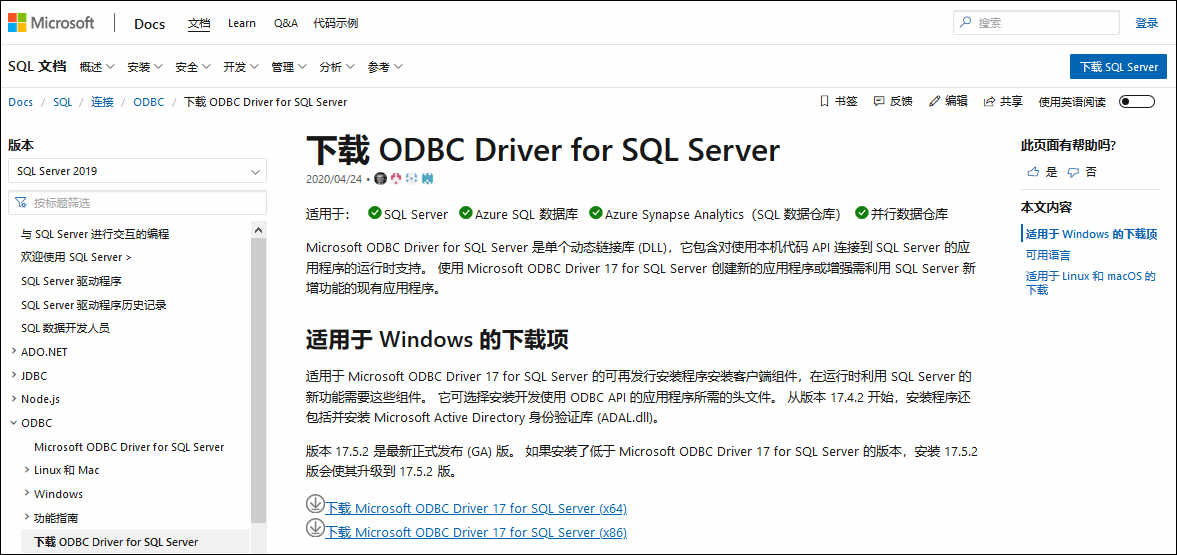 Microsoft Docs 文档 Learn Q&A 代码示例 搜索 登录
SQL 文档 概述 安装 安全 开发 管理 分析 参考 下载 SQL Server
Docs / SQL / 连接 / ODBC / 下载 ODBC Driver for SQL Server 书签 反馈 编辑 共享 使用英语阅读
版本
SQL Server 2019
按标题筛选
与 SQL Server 进行交互的编程
欢迎使用 SQL Server >
SQL Server 驱动程序
SQL Server 驱动程序历史记录
SQL 数据开发人员
ADO.NET
JDBC
Node.js
ODBC
Microsoft ODBC Driver for SQL Server
Linux 和 Mac
Windows
功能指南
下载 ODBC Driver for SQL Server
下载 ODBC Driver for SQL Server
2020/04/24 •
适用于： SQL Server Azure SQL 数据库 Azure Synapse Analytics（SQL 数据仓库） 并行数据仓库
Microsoft ODBC Driver for SQL Server 是单个动态链接库 (DLL)，它包含对使用本机代码 API 连接到 SQL Server 的应
用程序的运行时支持。 使用 Microsoft ODBC Driver 17 for SQL Server 创建新的应用程序或增强需利用 SQL Server 新
增功能的现有应用程序。
适用于 Windows 的下载项
适用于 Microsoft ODBC Driver 17 for SQL Server 的可再发行安装程序安装客户端组件，在运行时利用 SQL Server 的
新功能需要这些组件。 它可选择安装开发使用 ODBC API 的应用程序所需的头文件。 从版本 17.4.2 开始，安装程序还
包括并安装 Microsoft Active Directory 身份验证库 (ADAL.dll)。
版本 17.5.2 是最新正式发布 (GA) 版。 如果安装了低于 Microsoft ODBC Driver 17 for SQL Server 的版本，安装 17.5.2
版会使其升级到 17.5.2 版。
下载 Microsoft ODBC Driver 17 for SQL Server (x64)
下载 Microsoft ODBC Driver 17 for SQL Server (x86)
此页面有帮助吗?
是 否
本文内容
适用于 Windows 的下载项
可用语言
适用于 Linux 和 macOS 的
下载